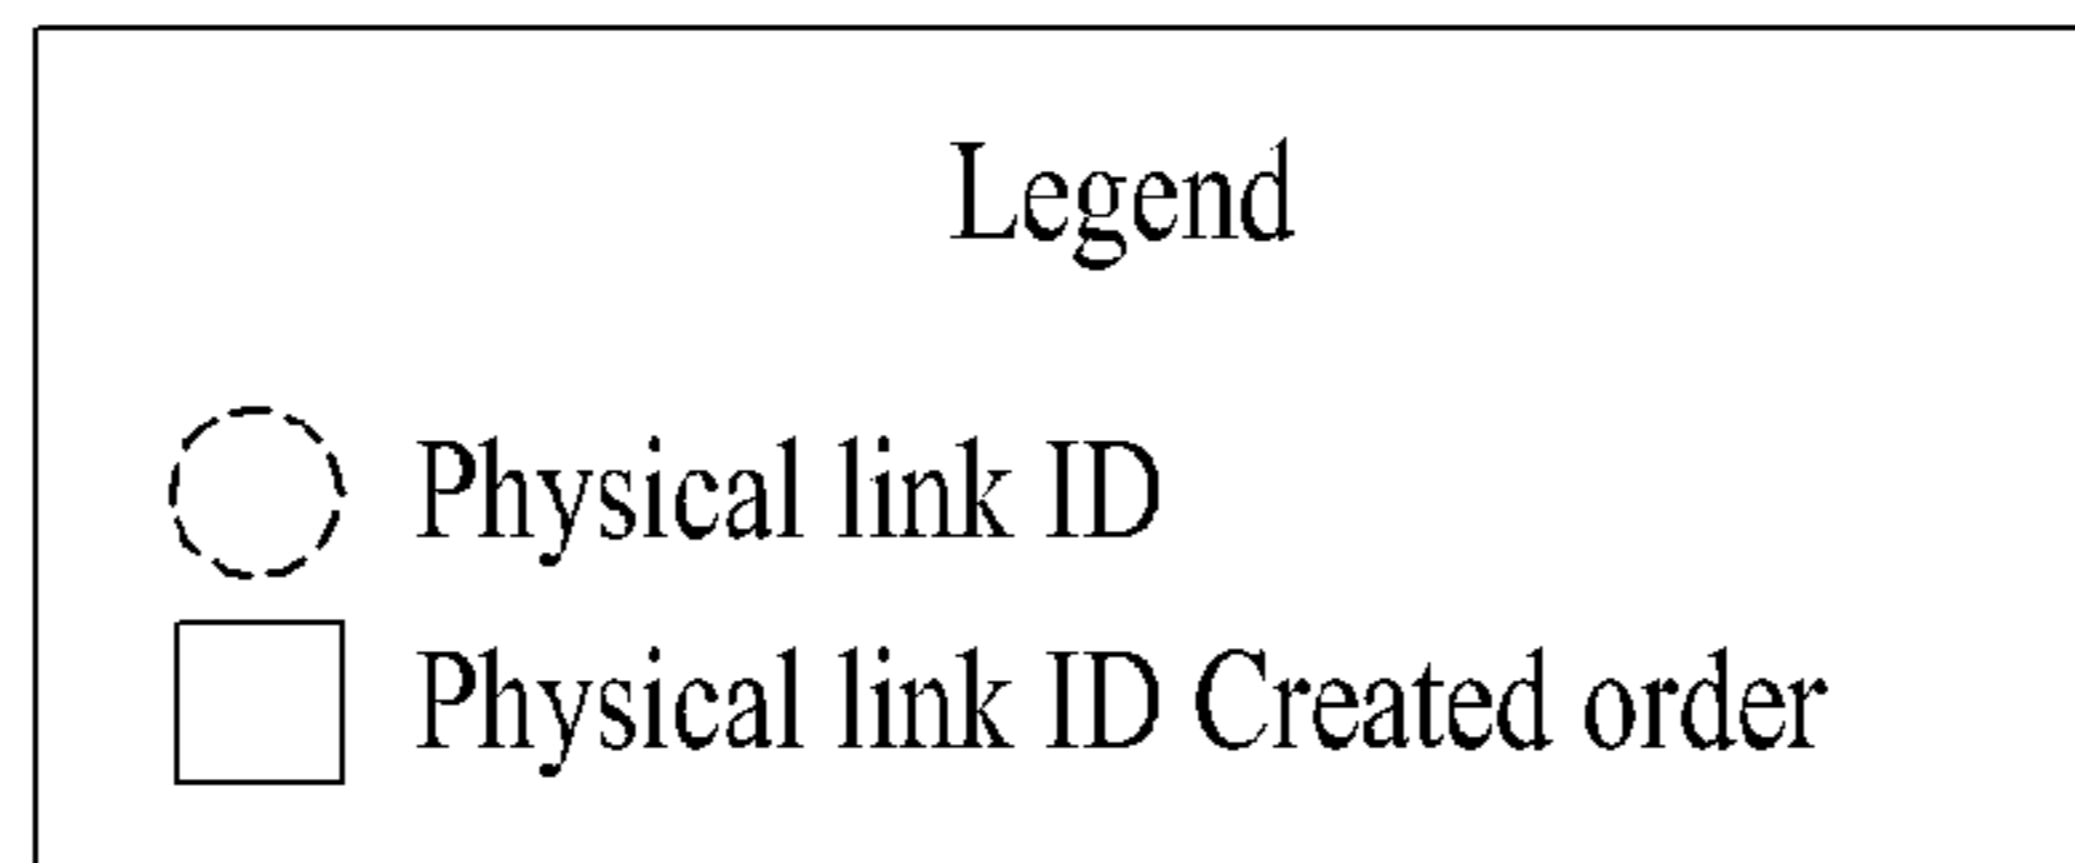 Legend
Physical link ID
Physical link ID Created order